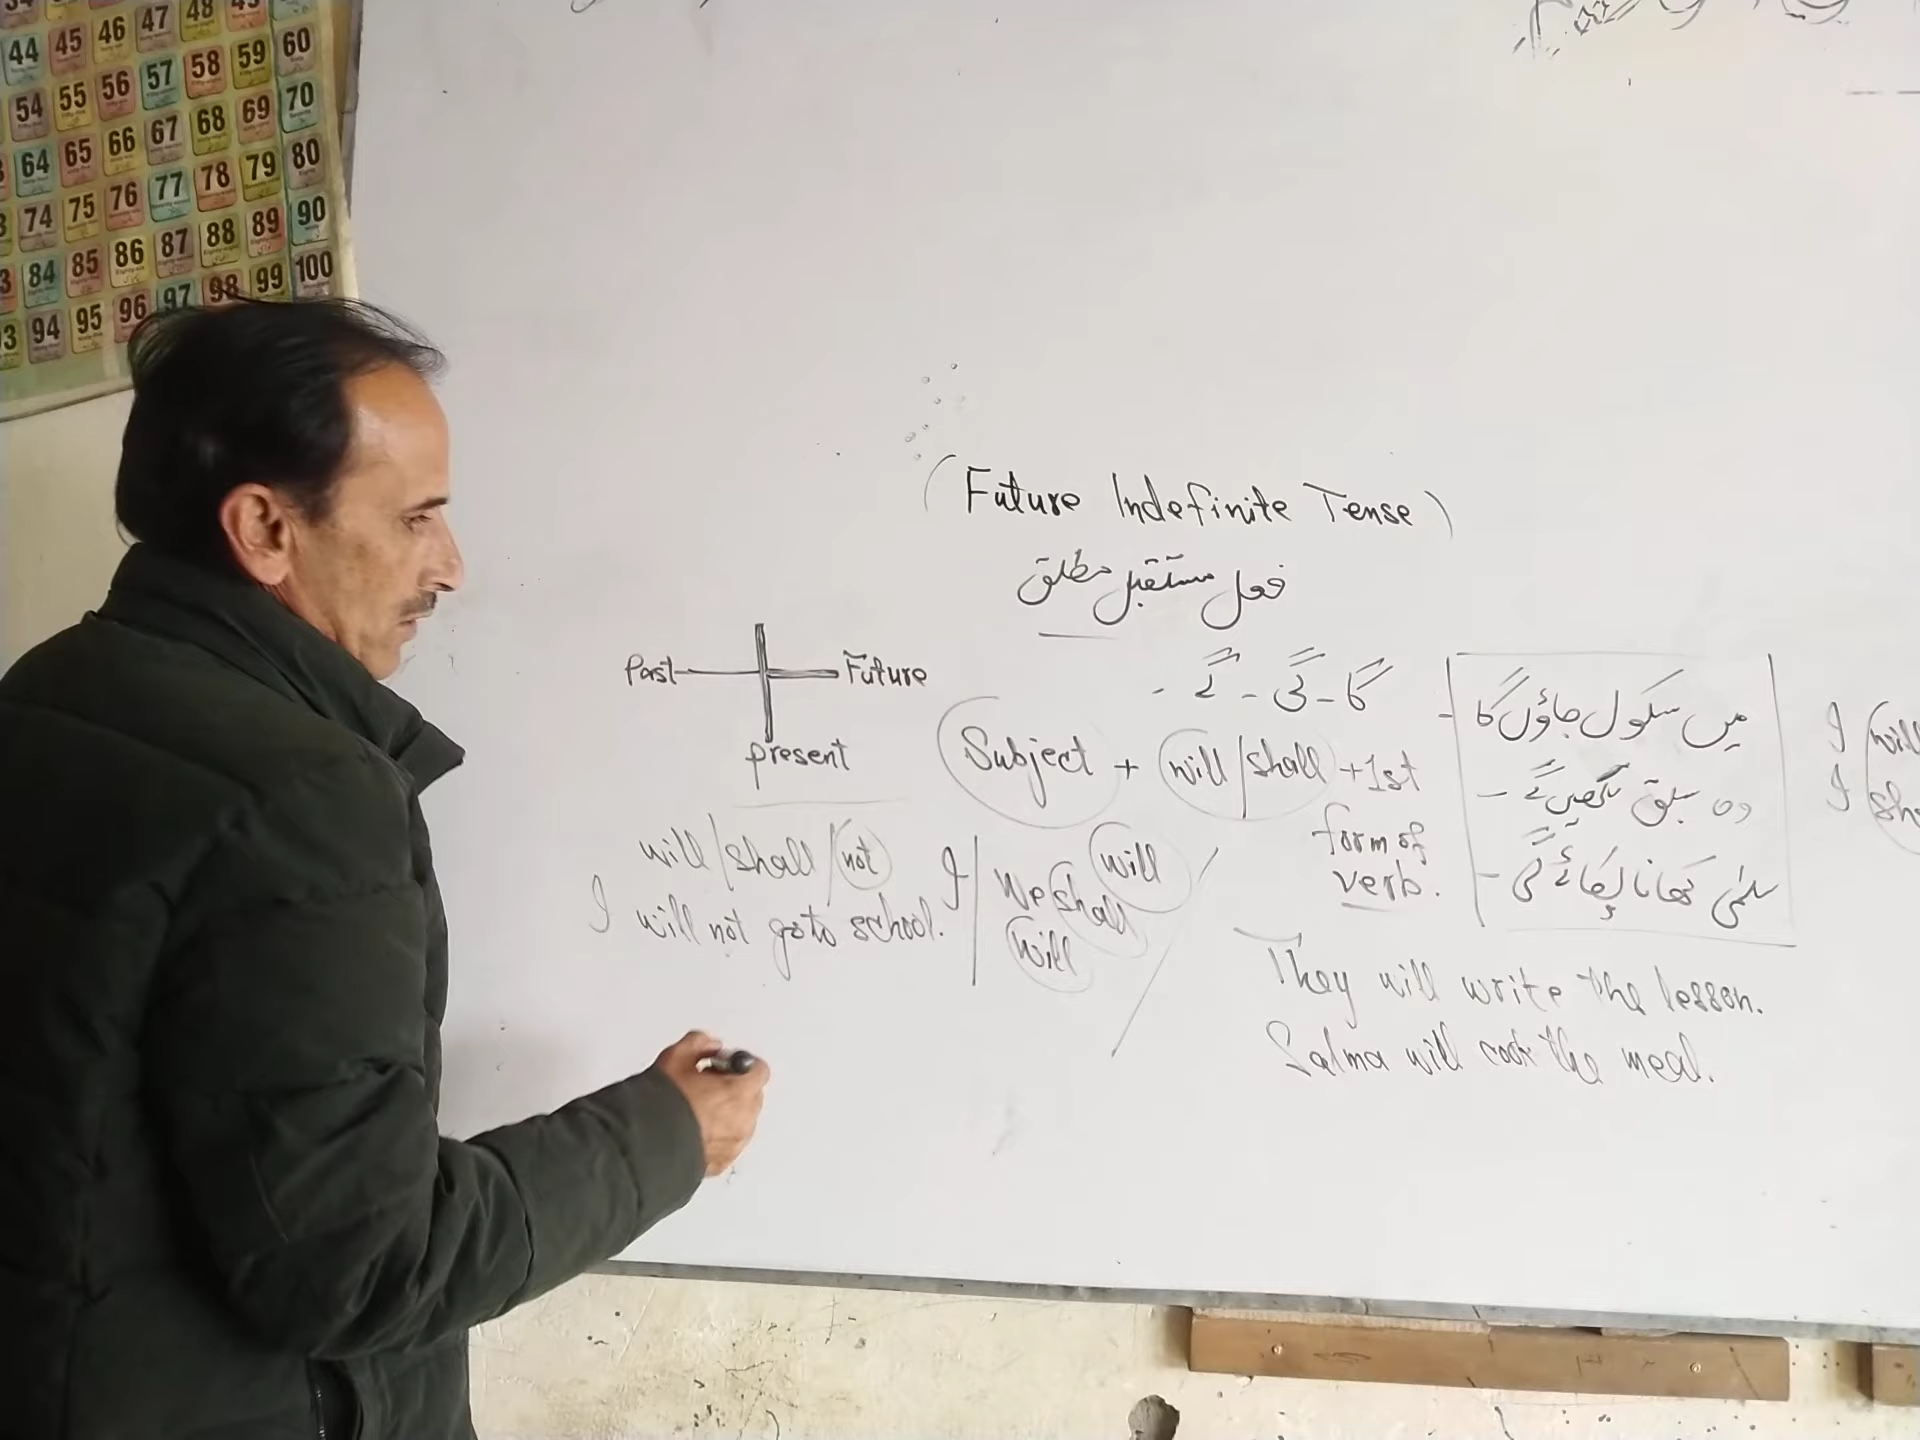 44 45 46 47 48
54 55 56 57 58 59 60
64 65 66 67 68 69 70
74 75 76 77 78 79 80
84 85 86 87 88 89 90
94 95 96 97 98 99 100
(Future Indefinite Tense)
فعل مستقبل مطلق
Past Future
present
گا - گی - گے -
Subject + will/shall + 1st
form of
verb.
میں سکول جاؤں گا
وہ سبق لکھیں گے -
سلمٰی کھانا پکائے گی -
I will
I
will/shall/not
I will not go to school.
I/We shall will
will
They will write the lesson.
Salma will cook the meal.